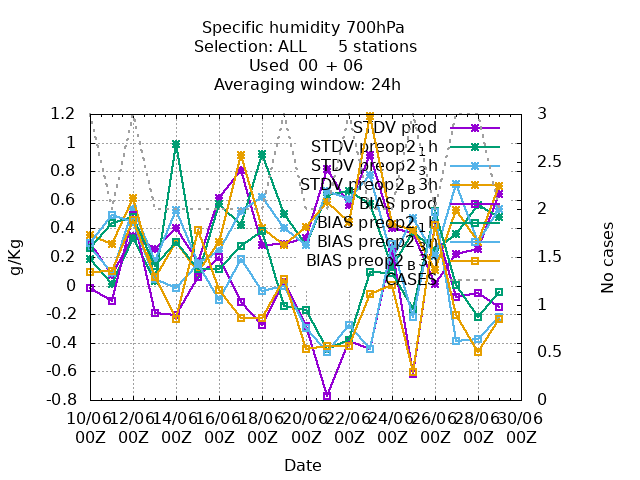 Specific humidity 700hPa
Selection: ALL 5 stations
Used 00 + 06
Averaging window: 24h
1.2
1
0.8
0.6
0.4
0.2
0
-0.2
-0.4
-0.6
-0.8
3
2.5
2
1.5
1
0.5
0
g/Kg
No cases
STDV prod
STDV preop2_1h
STDV preop2_3h
STDV preop2_B3h
BIAS prod
BIAS preop2_1h
BIAS preop2_3h
BIAS preop2_B3h
CASES
10/06 12/06 14/06 16/06 18/06 20/06 22/06 24/06 26/06 28/06 30/06
00Z 00Z 00Z 00Z 00Z 00Z 00Z 00Z 00Z 00Z 00Z
Date